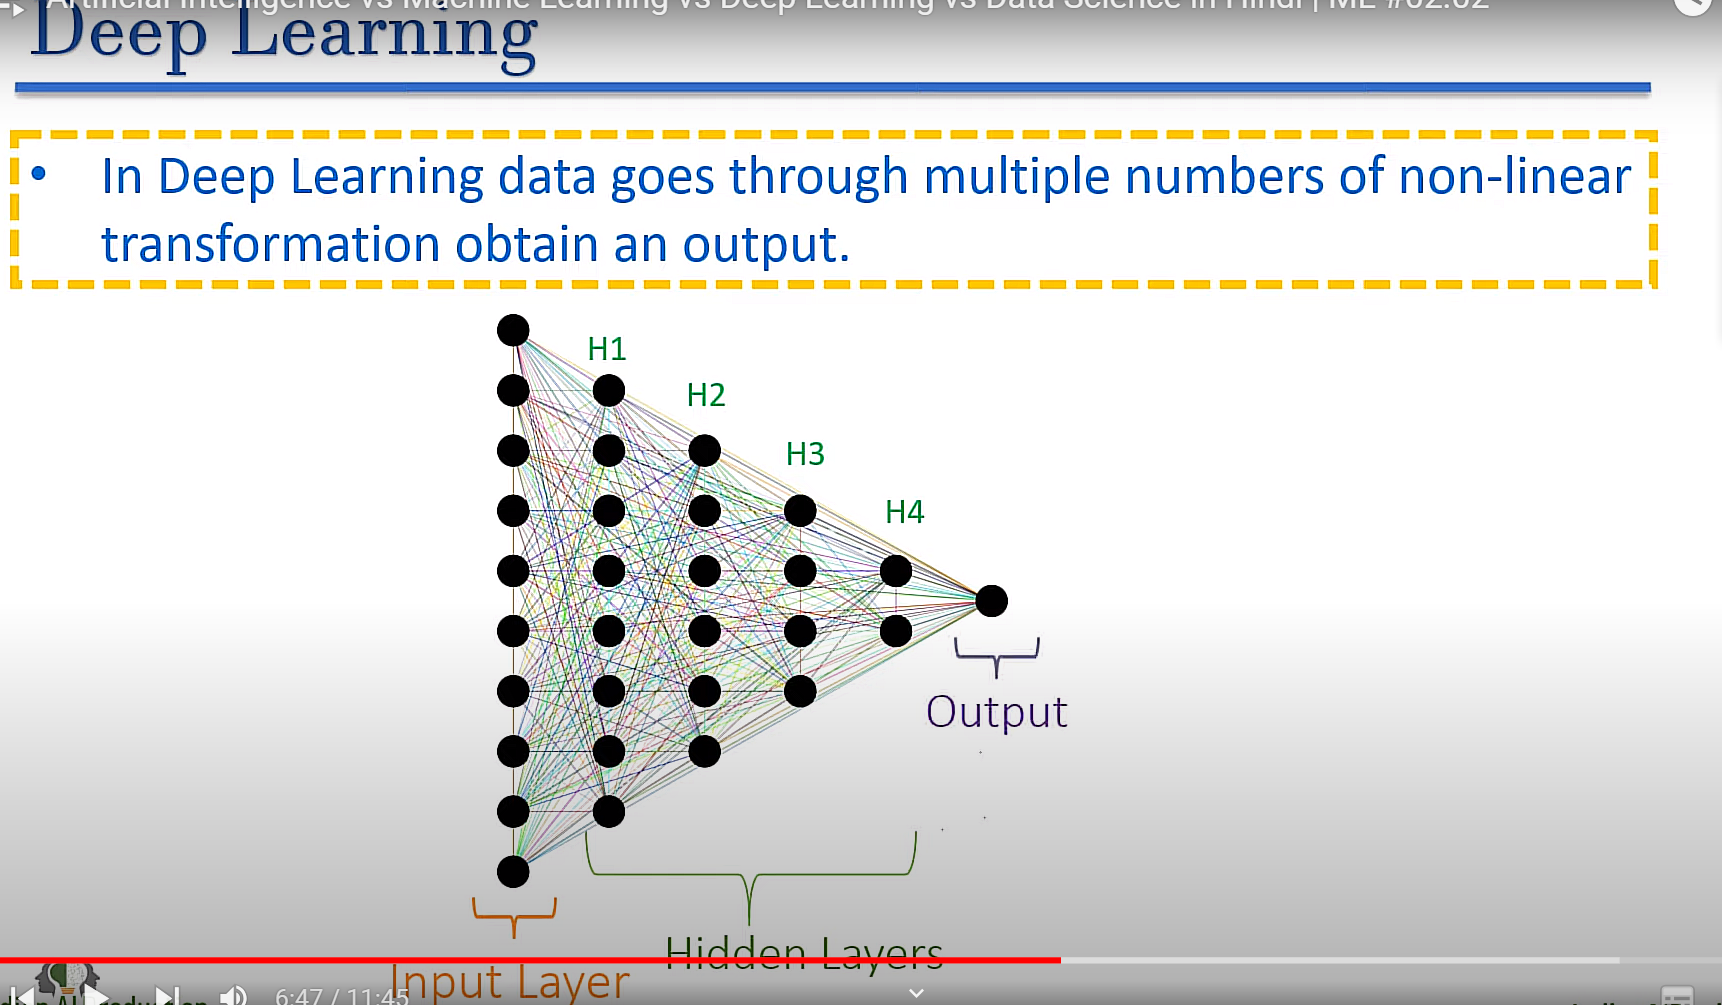 Artificial Intelligence vs Machine Learning vs Deep Learning vs Data Science in Hindi | ML #02.02
Deep Learning
• In Deep Learning data goes through multiple numbers of non-linear
transformation obtain an output.
H1
H2
H3
H4
Output
Hidden Layers
Input Layer
6:47 / 11:45